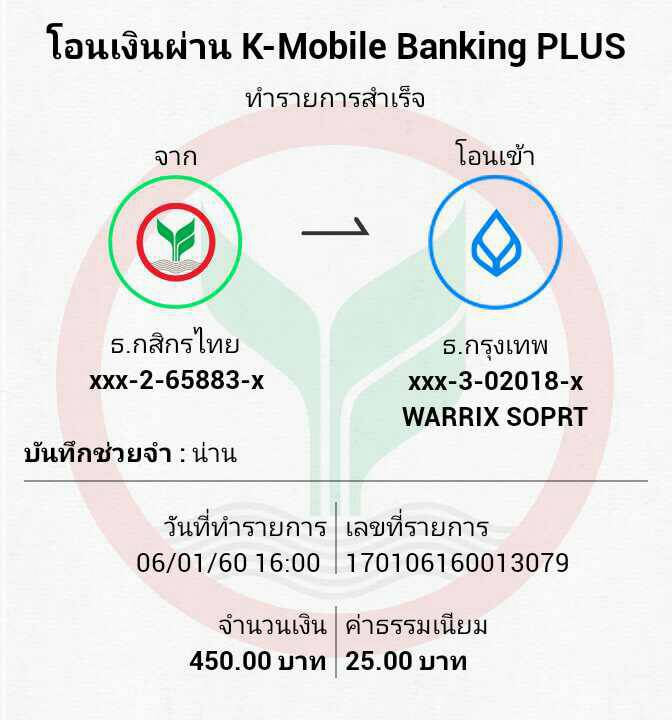 โอนเงินผ่าน K-Mobile Banking PLUS
ทำรายการสำเร็จ
จาก
โอนเข้า
ธ.กสิกรไทย
xxx-2-65883-x
ธ.กรุงเทพ
xxx-3-02018-x
WARRIX SOPRT
บันทึกช่วยจำ : น่าน
วันที่ทำรายการ
06/01/60 16:00
เลขที่รายการ
170106160013079
จำนวนเงิน
450.00 บาท
ค่าธรรมเนียม
25.00 บาท